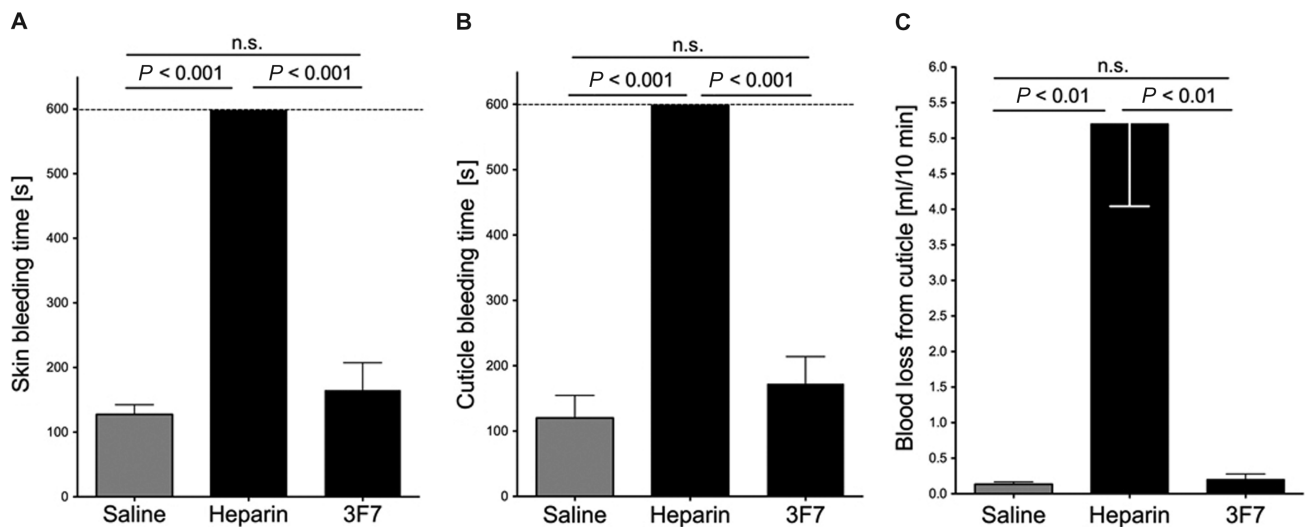 A
n.s.
P < 0.001 P < 0.001
Skin bleeding time [s]
600
500
400
300
200
100
0
Saline Heparin 3F7
B
n.s.
P < 0.001 P < 0.001
Cuticle bleeding time [s]
600
500
400
300
200
100
0
Saline Heparin 3F7
C
n.s.
P < 0.01 P < 0.01
Blood loss from cuticle [ml/10 min]
6.0
5.5
5.0
4.5
4.0
3.5
3.0
2.5
2.0
1.5
1.0
0.5
0.0
Saline Heparin 3F7